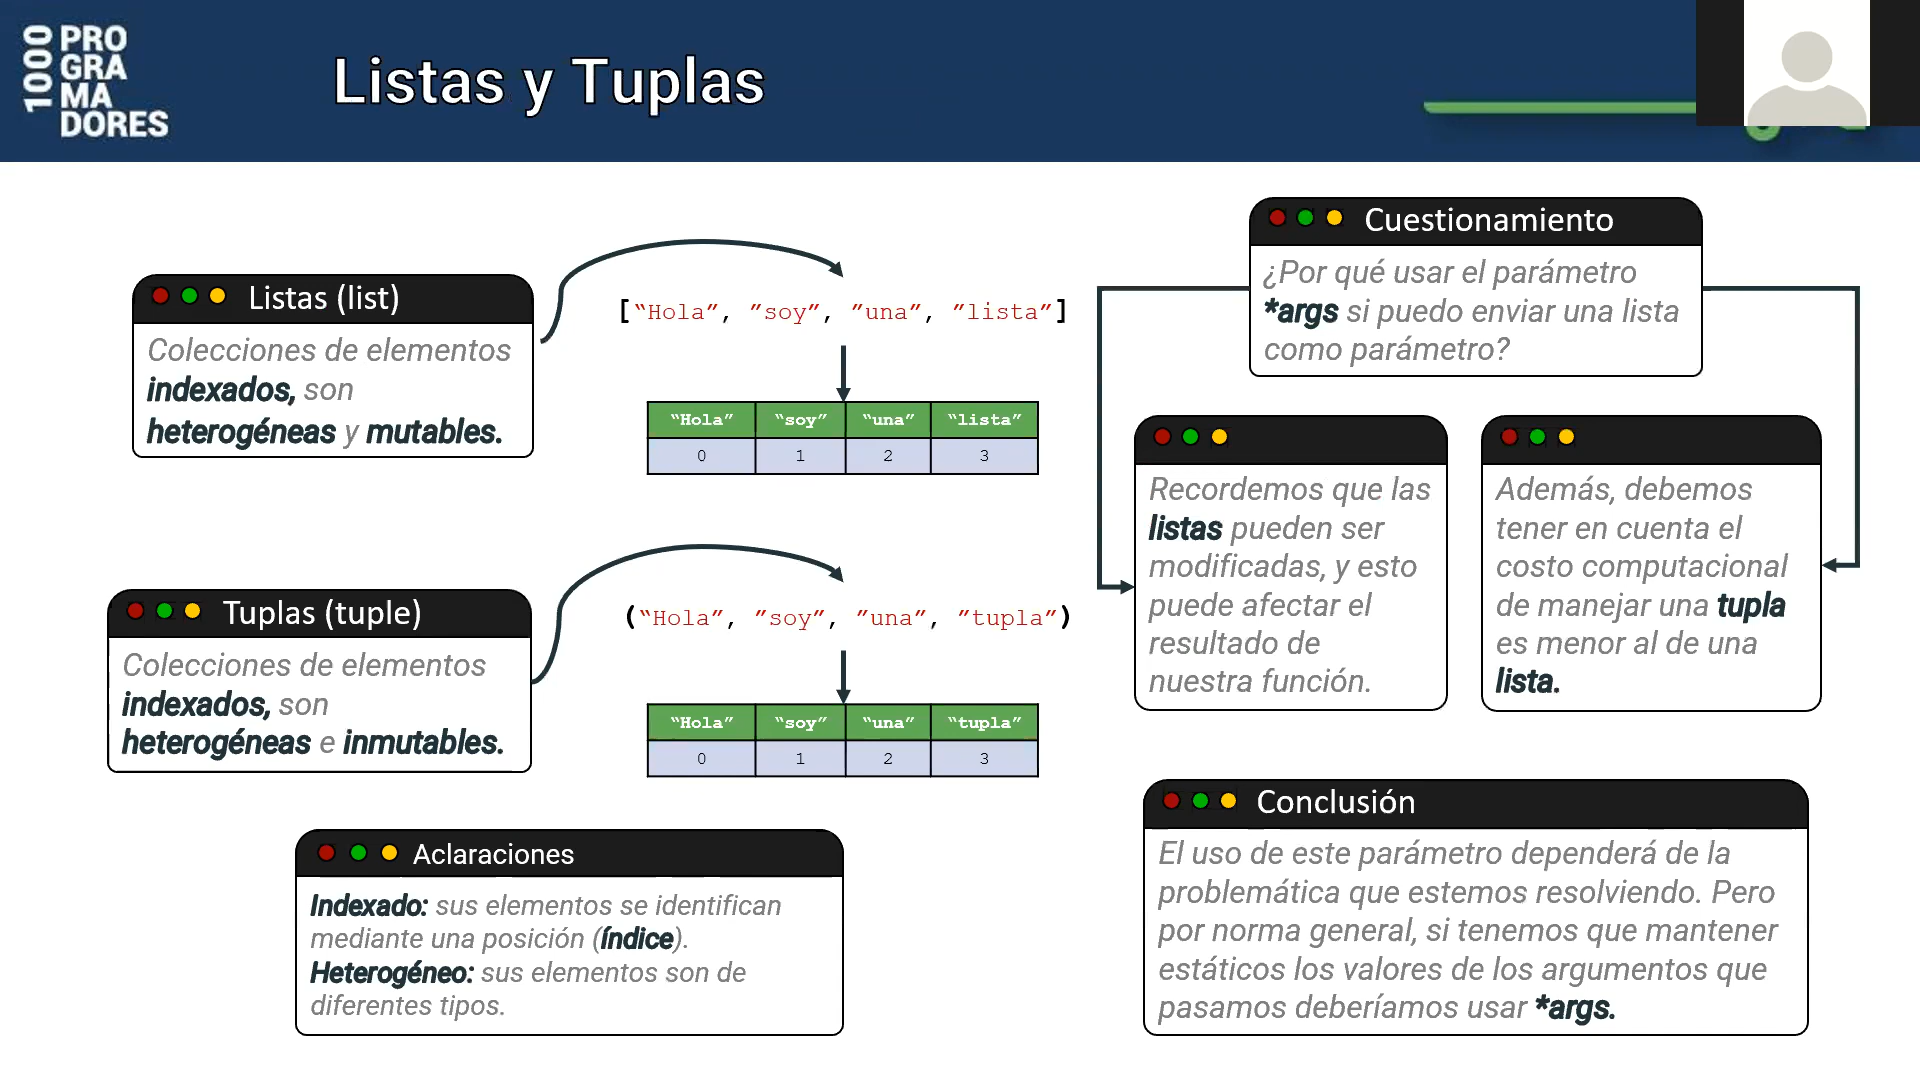 1000
PRO
GRA
MA
DORES
Listas y Tuplas
Listas (list)
Colecciones de elementos
indexados, son
heterogéneas y mutables.
[“Hola”, ”soy”, ”una”, ”lista”]
“Hola” “soy” “una” “lista”
0 1 2 3
Tuplas (tuple)
Colecciones de elementos
indexados, son
heterogéneas e inmutables.
(“Hola”, ”soy”, ”una”, ”tupla”)
“Hola” “soy” “una” “tupla”
0 1 2 3
Aclaraciones
Indexado: sus elementos se identifican
mediante una posición (índice).
Heterogéneo: sus elementos son de
diferentes tipos.
Cuestionamiento
¿Por qué usar el parámetro
*args si puedo enviar una lista
como parámetro?
Recordemos que las
listas pueden ser
modificadas, y esto
puede afectar el
resultado de
nuestra función.
Además, debemos
tener en cuenta el
costo computacional
de manejar una tupla
es menor al de una
lista.
Conclusión
El uso de este parámetro dependerá de la
problemática que estemos resolviendo. Pero
por norma general, si tenemos que mantener
estáticos los valores de los argumentos que
pasamos deberíamos usar *args.